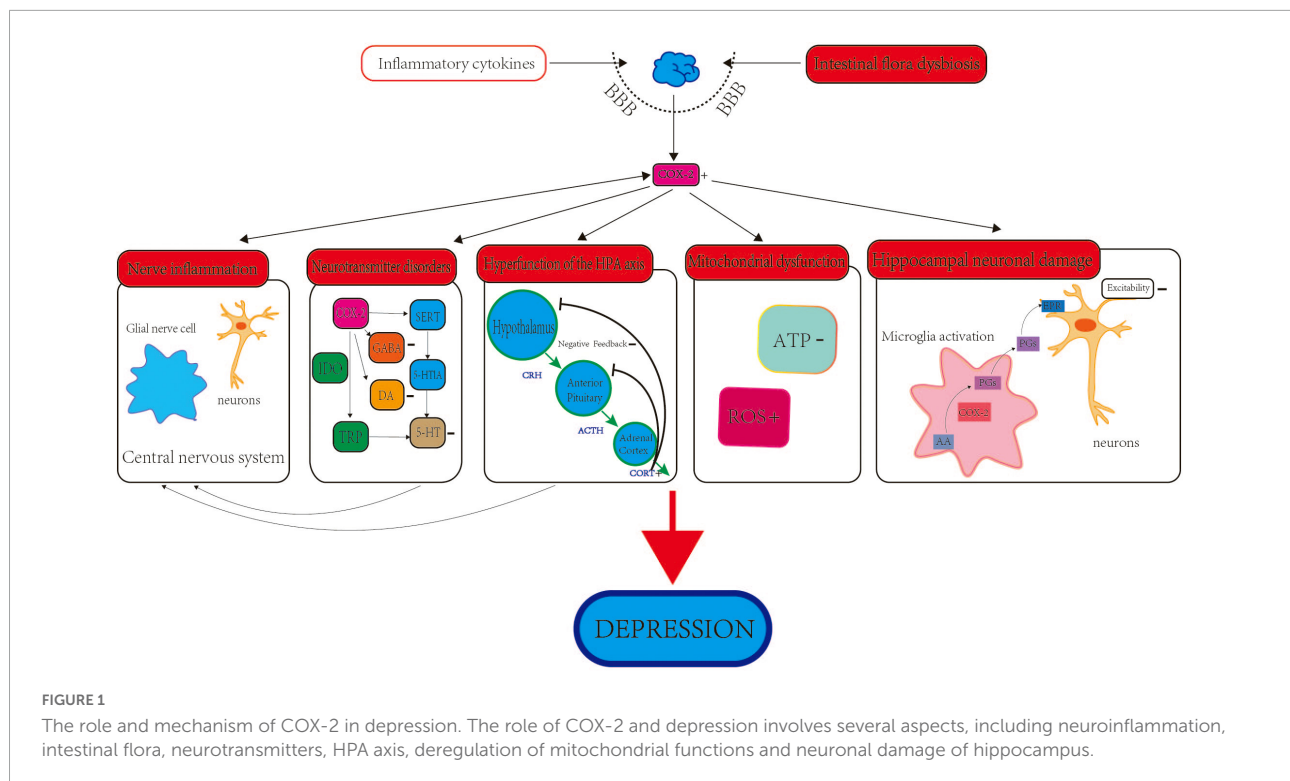 Inflammatory cytokines
Intestinal flora dysbiosis
BBB
BBB
COX-2 +
Nerve inflammation
Glial nerve cell
neurons
Central nervous system
Neurotransmitter disorders
COX-2
SERT
GABA -
IDO
5-HTIA
DA -
TRP
5-HT -
Hyperfunction of the HPA axis
Hypothalamus
Negative Feedback -
CRH
Anterior
Pituitary
ACTH
Adrenal
Cortex
CORT+
Mitochondrial dysfunction
ATP -
ROS+
Hippocampal neuronal damage
Excitability -
Microglia activation
PGs
PGs
COX-2
AA
neurons
DEPRESSION
FIGURE 1
The role and mechanism of COX-2 in depression. The role of COX-2 and depression involves several aspects, including neuroinflammation,
intestinal flora, neurotransmitters, HPA axis, deregulation of mitochondrial functions and neuronal damage of hippocampus.